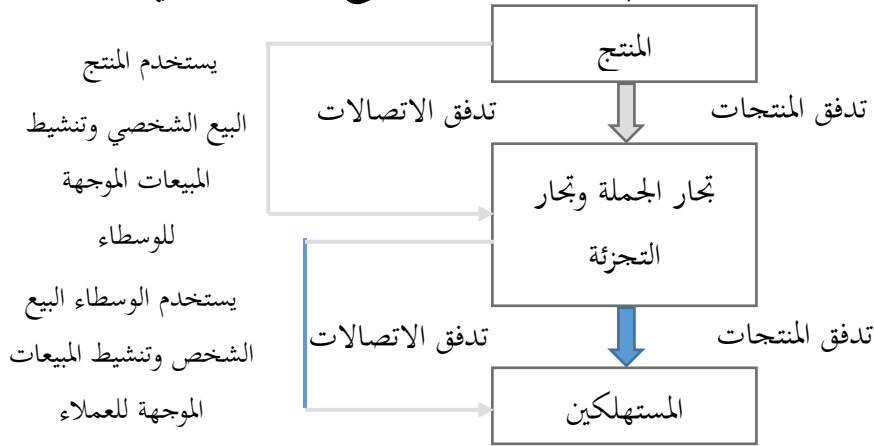 المنتج
يستخدم المنتج
البيع الشخصي وتنشيط
المبيعات الموجهة
للوسطاء
تدفق الاتصالات
تدفق المنتجات
تجار الجملة وتجار
التجزئة
يستخدم الوسطاء البيع
الشخص وتنشيط المبيعات
الموجهة للعملاء
تدفق الاتصالات
تدفق المنتجات
المستهلكين